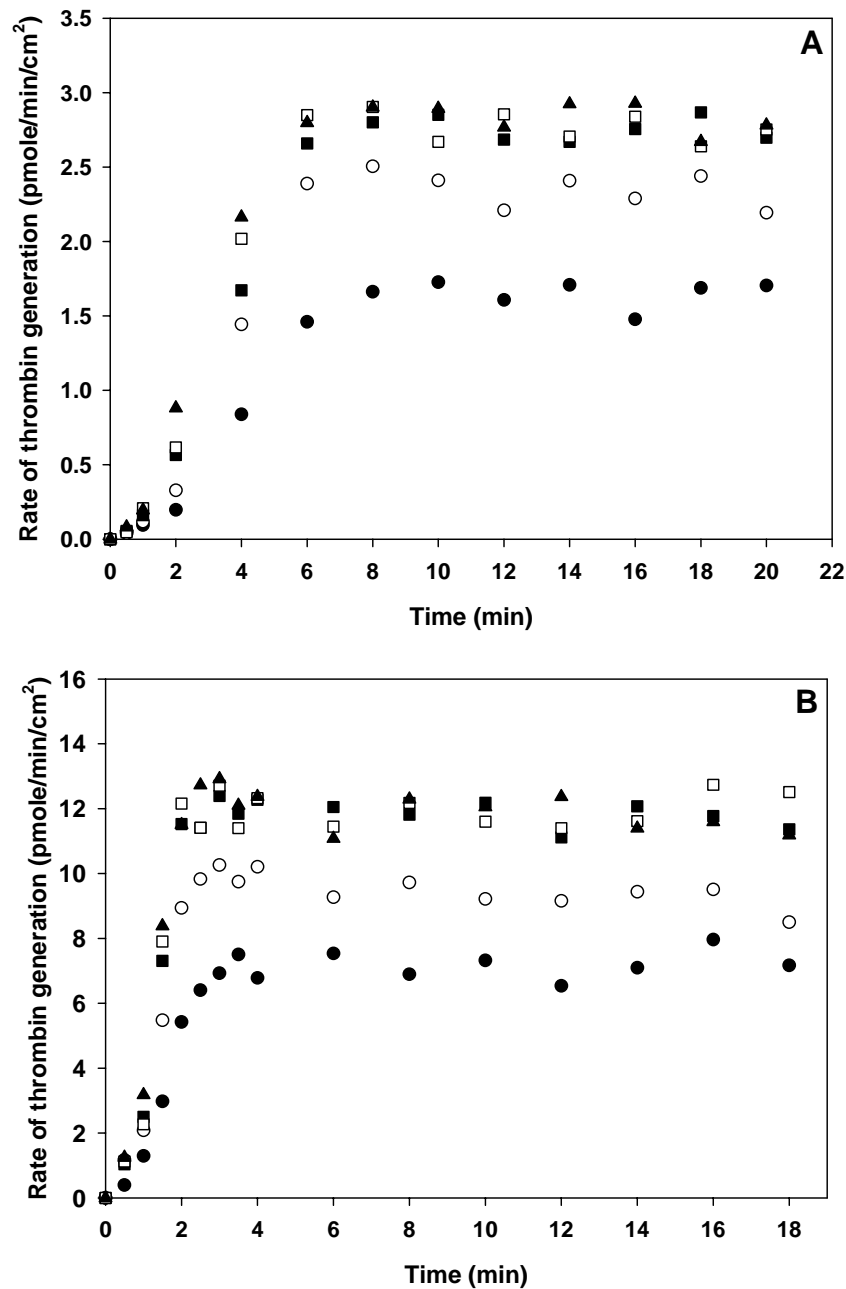 A
Rate of thrombin generation (pmole/min/cm²)
3.5
3.0
2.5
2.0
1.5
1.0
0.5
0.0
0 2 4 6 8 10 12 14 16 18 20 22
Time (min)
B
Rate of thrombin generation (pmole/min/cm²)
16
14
12
10
8
6
4
2
0
0 2 4 6 8 10 12 14 16 18
Time (min)